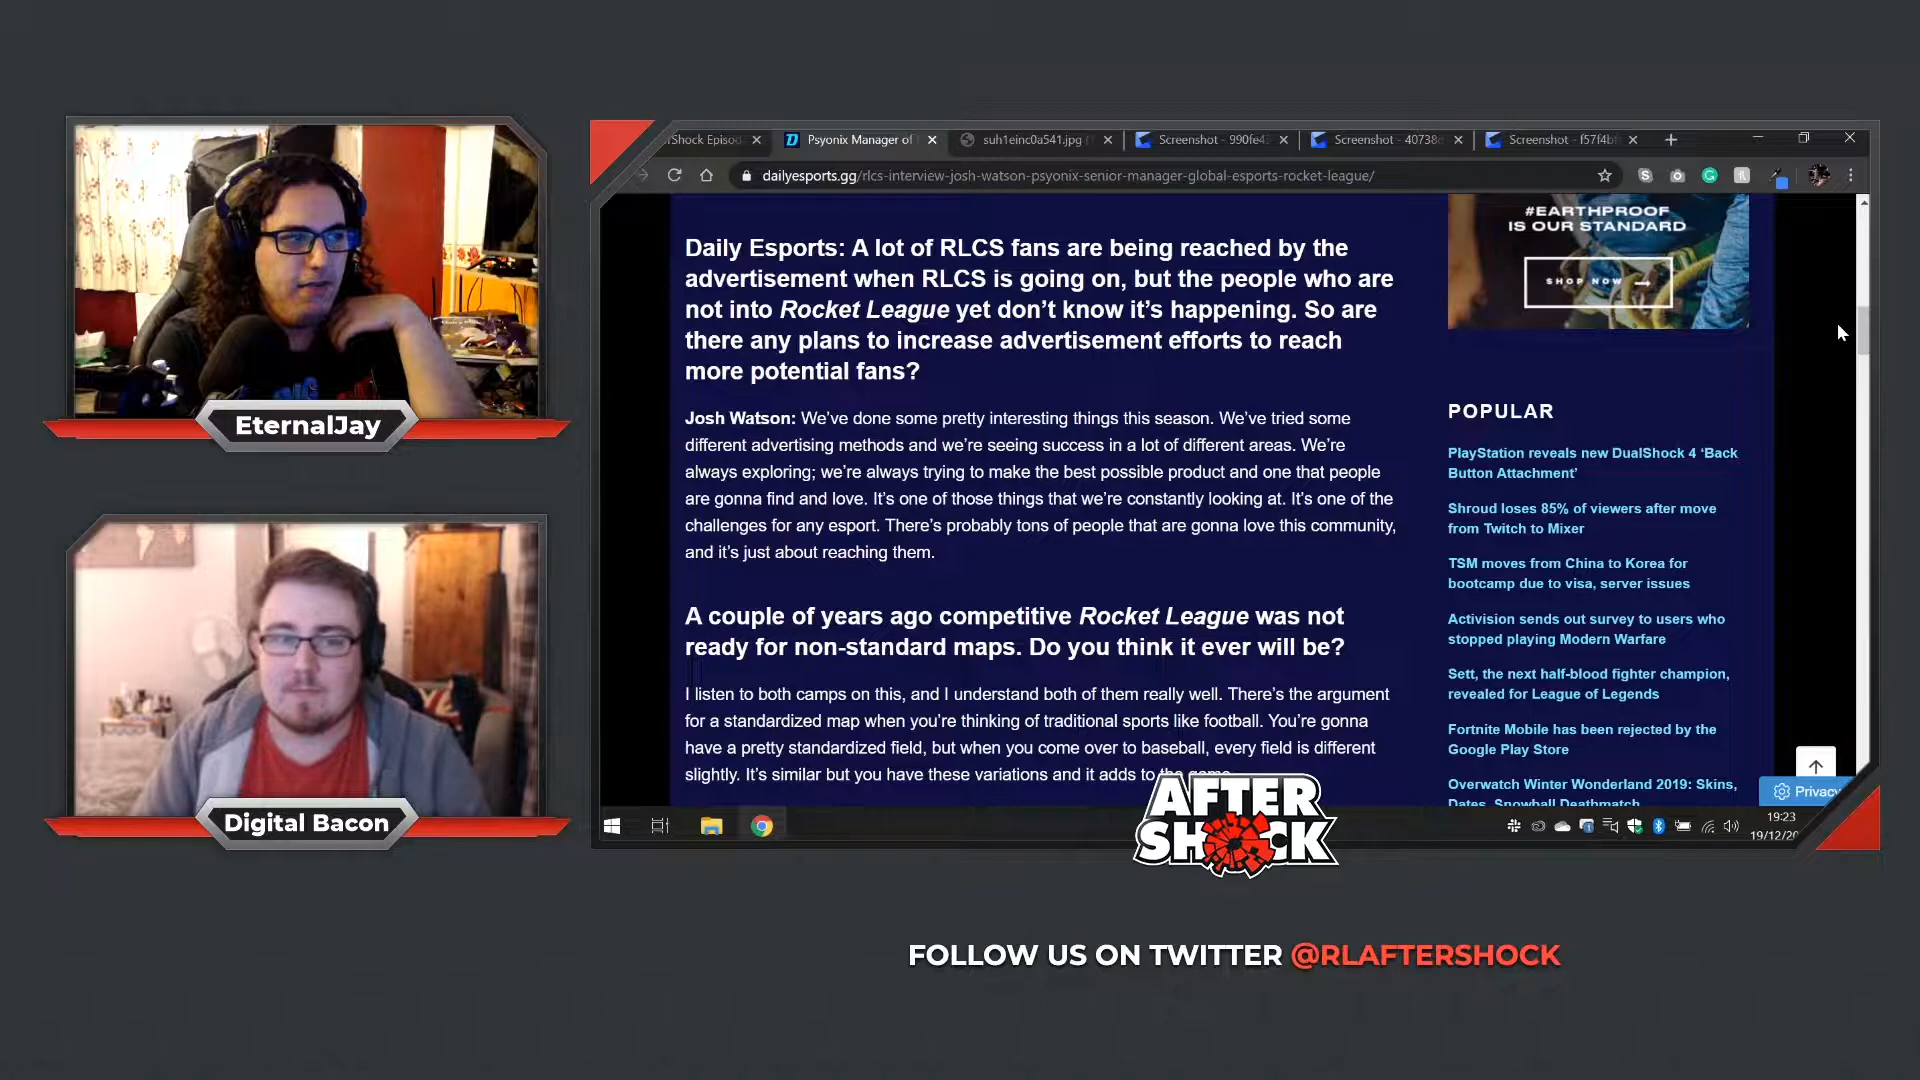 EternalJay
Digital Bacon
rShock Episod
Psyonix Manager of
suh1einc0a541.jpg (
Screenshot - 990fe4
Screenshot - 40738
Screenshot - f57f4b
dailyesports.gg/rlcs-interview-josh-watson-psyonix-senior-manager-global-esports-rocket-league/
Daily Esports: A lot of RLCS fans are being reached by the
advertisement when RLCS is going on, but the people who are
not into Rocket League yet don’t know it’s happening. So are
there any plans to increase advertisement efforts to reach
more potential fans?
Josh Watson: We’ve done some pretty interesting things this season. We’ve tried some
different advertising methods and we’re seeing success in a lot of different areas. We’re
always exploring; we’re always trying to make the best possible product and one that people
are gonna find and love. It’s one of those things that we’re constantly looking at. It’s one of the
challenges for any esport. There’s probably tons of people that are gonna love this community,
and it’s just about reaching them.
A couple of years ago competitive Rocket League was not
ready for non-standard maps. Do you think it ever will be?
I listen to both camps on this, and I understand both of them really well. There’s the argument
for a standardized map when you’re thinking of traditional sports like football. You’re gonna
have a pretty standardized field, but when you come over to baseball, every field is different
slightly. It’s similar but you have these variations and it adds to the game.
#EARTHPROOF
IS OUR STANDARD
SHOP NOW
POPULAR
PlayStation reveals new DualShock 4 ‘Back
Button Attachment’
Shroud loses 85% of viewers after move
from Twitch to Mixer
TSM moves from China to Korea for
bootcamp due to visa, server issues
Activision sends out survey to users who
stopped playing Modern Warfare
Sett, the next half-blood fighter champion,
revealed for League of Legends
Fortnite Mobile has been rejected by the
Google Play Store
Overwatch Winter Wonderland 2019: Skins,
Dates, Snowball Deathmatch
Privacy
19:23
19/12/20
AFTER
SHOCK
FOLLOW US ON TWITTER @RLAFTERSHOCK